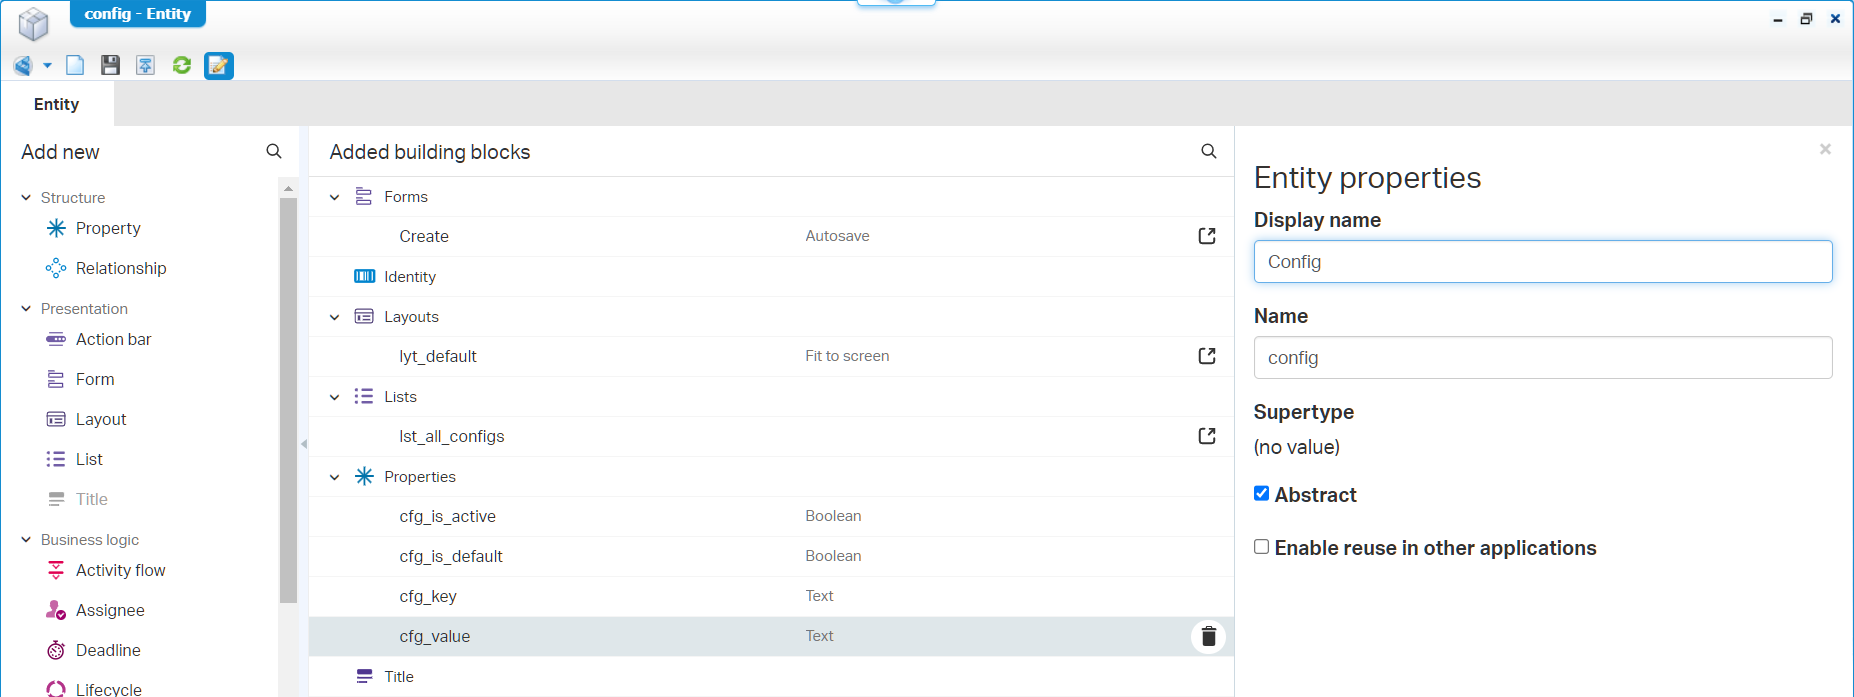 config - Entity
Entity
Add new
Structure
Property
Relationship
Presentation
Action bar
Form
Layout
List
Title
Business logic
Activity flow
Assignee
Deadline
Lifecycle
Added building blocks
Forms
Create Autosave
Identity
Layouts
lyt_default Fit to screen
Lists
lst_all_configs
Properties
cfg_is_active Boolean
cfg_is_default Boolean
cfg_key Text
cfg_value Text
Title
Entity properties
Display name
Config
Name
config
Supertype
(no value)
Abstract
Enable reuse in other applications